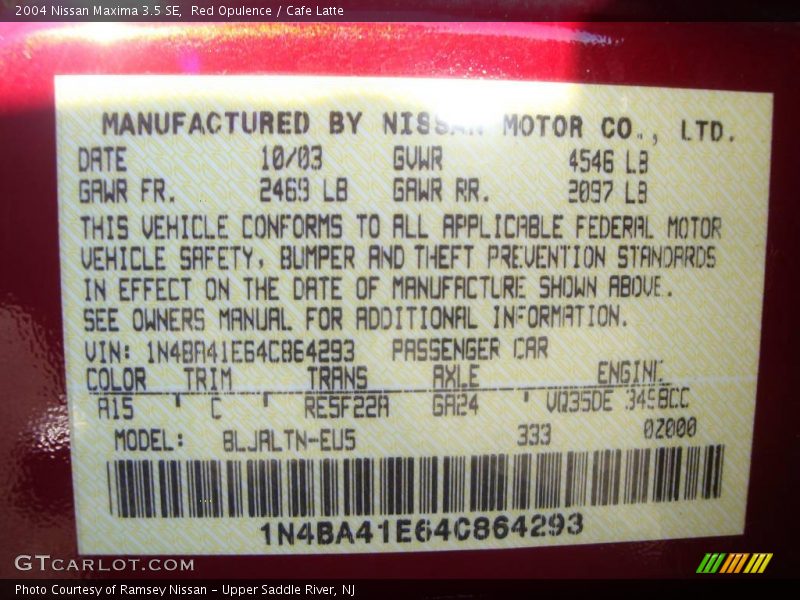 2004 Nissan Maxima 3.5 SE, Red Opulence / Cafe Latte
MANUFACTURED BY NISSAN MOTOR CO., LTD.
DATE 10/03 GVWR 4546 LB
GAWR FR. 2469 LB GAWR RR. 2097 LB
THIS VEHICLE CONFORMS TO ALL APPLICABLE FEDERAL MOTOR
VEHICLE SAFETY, BUMPER AND THEFT PREVENTION STANDARDS
IN EFFECT ON THE DATE OF MANUFACTURE SHOWN ABOVE.
SEE OWNERS MANUAL FOR ADDITIONAL INFORMATION.
VIN: 1N4BA41E64C864293 PASSENGER CAR
COLOR TRIM TRANS AXLE ENGINE
A15 C RE5F22A GA24 VQ35DE 3498CC
MODEL: BLJALTN-EUS 333 0Z000
1N4BA41E64C864293
GTCARLOT.COM
Photo Courtesy of Ramsey Nissan - Upper Saddle River, NJ